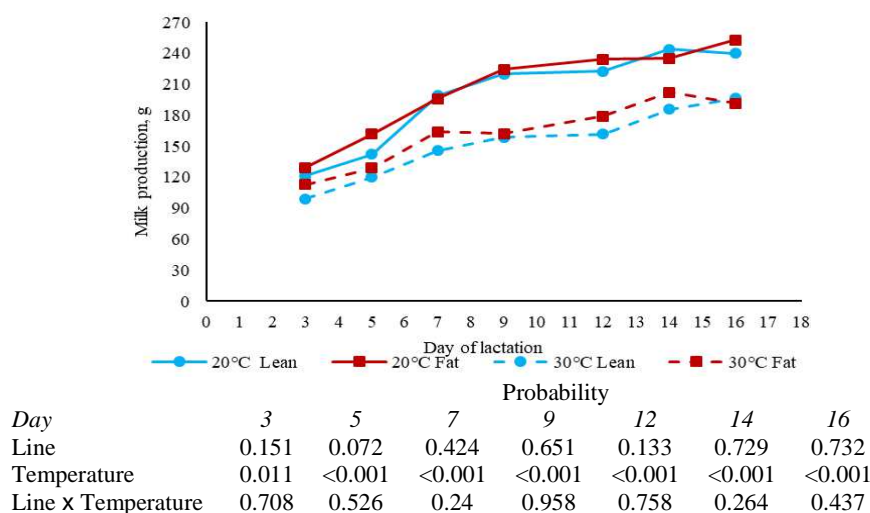 270
240
210
180
150
120
90
60
30
0
Milk production, g
0 1 2 3 4 5 6 7 8 9 10 11 12 13 14 15 16 17 18
Day of lactation
20°C Lean 20°C Fat 30°C Lean 30°C Fat
Probability
Day 3 5 7 9 12 14 16
Line 0.151 0.072 0.424 0.651 0.133 0.729 0.732
Temperature 0.011 <0.001 <0.001 <0.001 <0.001 <0.001 <0.001
Line x Temperature 0.708 0.526 0.24 0.958 0.758 0.264 0.437